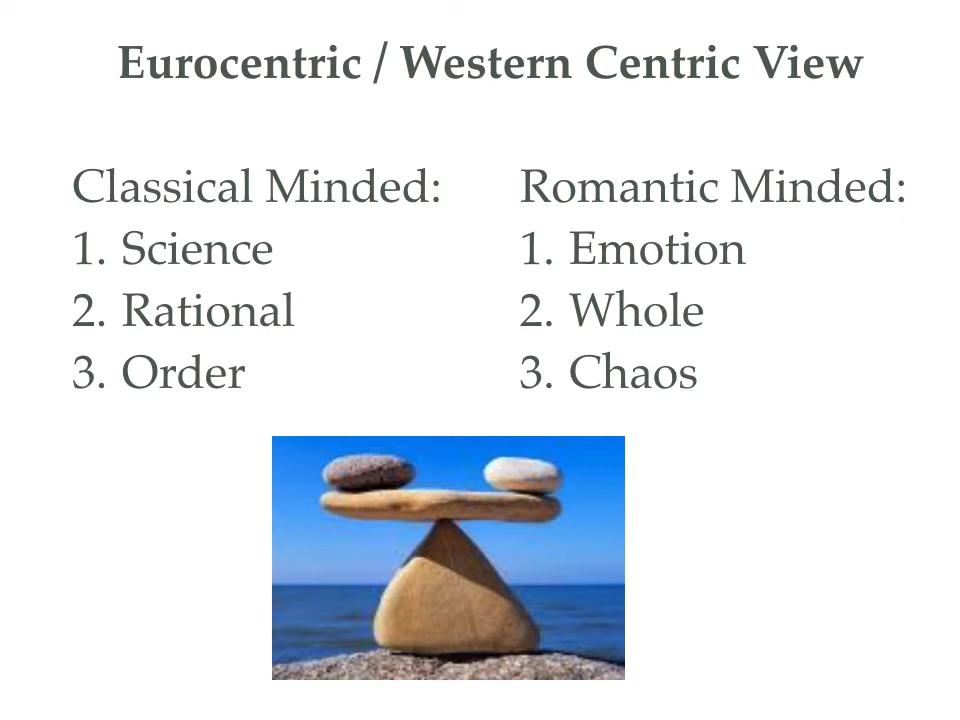 Eurocentric / Western Centric View
Classical Minded:
1. Science
2. Rational
3. Order
Romantic Minded:
1. Emotion
2. Whole
3. Chaos